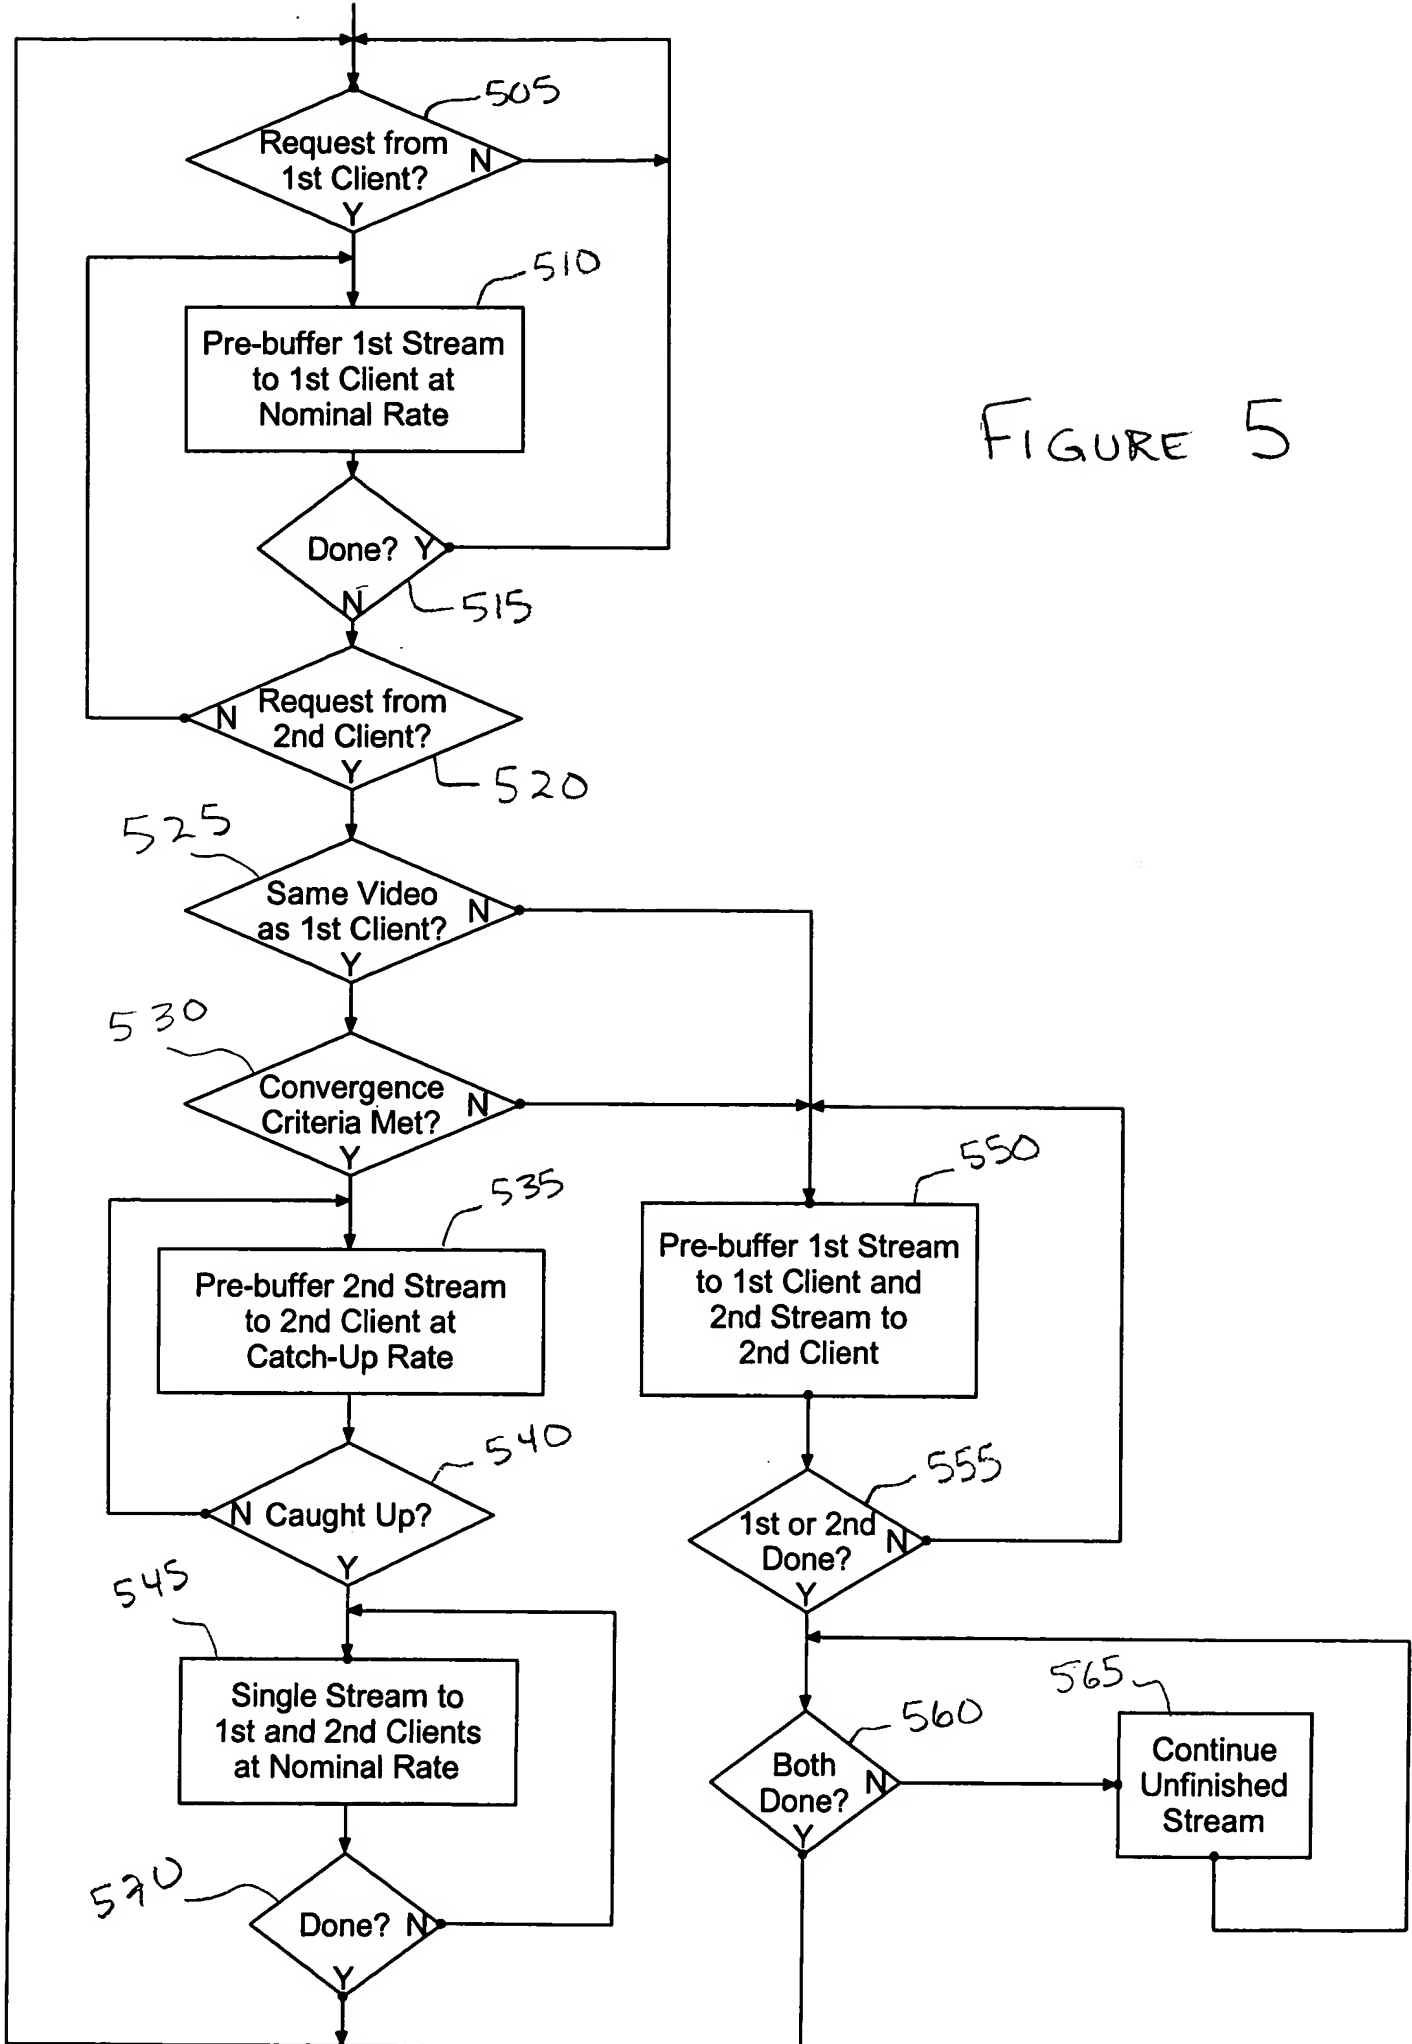 505
Request from
1st Client?
N
Y
510
Pre-buffer 1st Stream
to 1st Client at
Nominal Rate
FIGURE 5
Done?
Y
N
515
Request from
2nd Client?
N
Y
520
525
Same Video
as 1st Client?
N
Y
530
Convergence
Criteria Met?
N
Y
535
Pre-buffer 2nd Stream
to 2nd Client at
Catch-Up Rate
550
Pre-buffer 1st Stream
to 1st Client and
2nd Stream to
2nd Client
540
N Caught Up?
Y
555
1st or 2nd
Done?
N
Y
545
Single Stream to
1st and 2nd Clients
at Nominal Rate
560
Both
Done?
N
Y
565
Continue
Unfinished
Stream
570
Done? N
Y